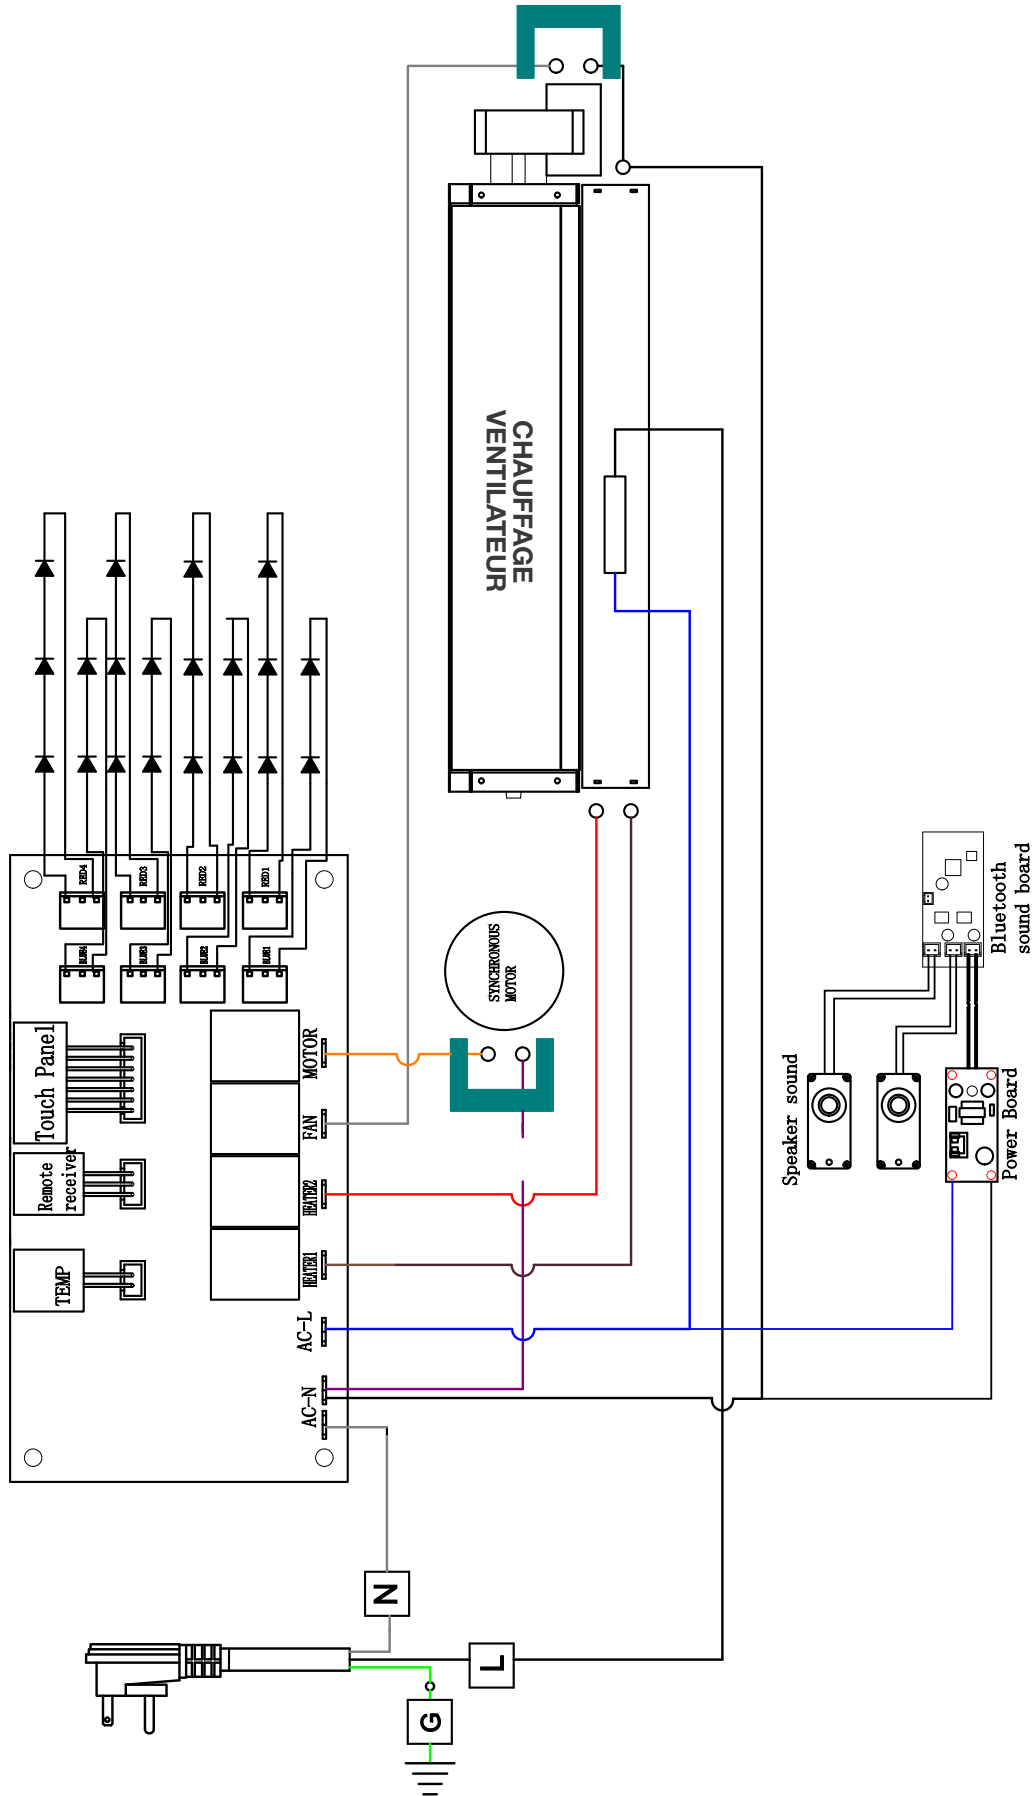 CHAUFFAGE
VENTILATEUR
RED4
RED3
RED2
RED1
BLUE4
BLUE3
BLUE2
BLUE1
Touch Panel
Remote
receiver
TEMP
MOTOR
FAN
HEATER2
HEATER1
AC-L
AC-N
SYNCHRONOUS
MOTOR
Bluetooth
sound board
Speaker sound
Power Board
N
L
G